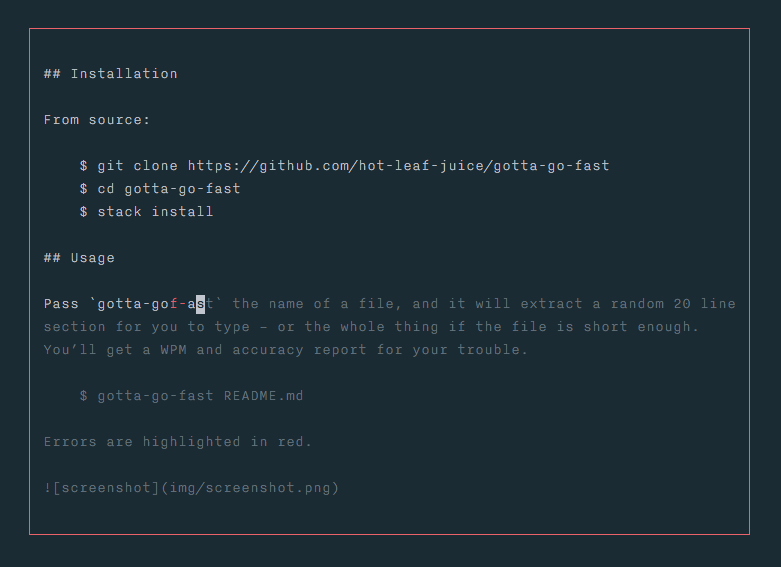 ## Installation
From source:
$ git clone https://github.com/hot-leaf-juice/gotta-go-fast
$ cd gotta-go-fast
$ stack install
## Usage
Pass `gotta-gof-ast` the name of a file, and it will extract a random 20 line
section for you to type – or the whole thing if the file is short enough.
You’ll get a WPM and accuracy report for your trouble.
$ gotta-go-fast README.md
Errors are highlighted in red.
![screenshot](img/screenshot.png)